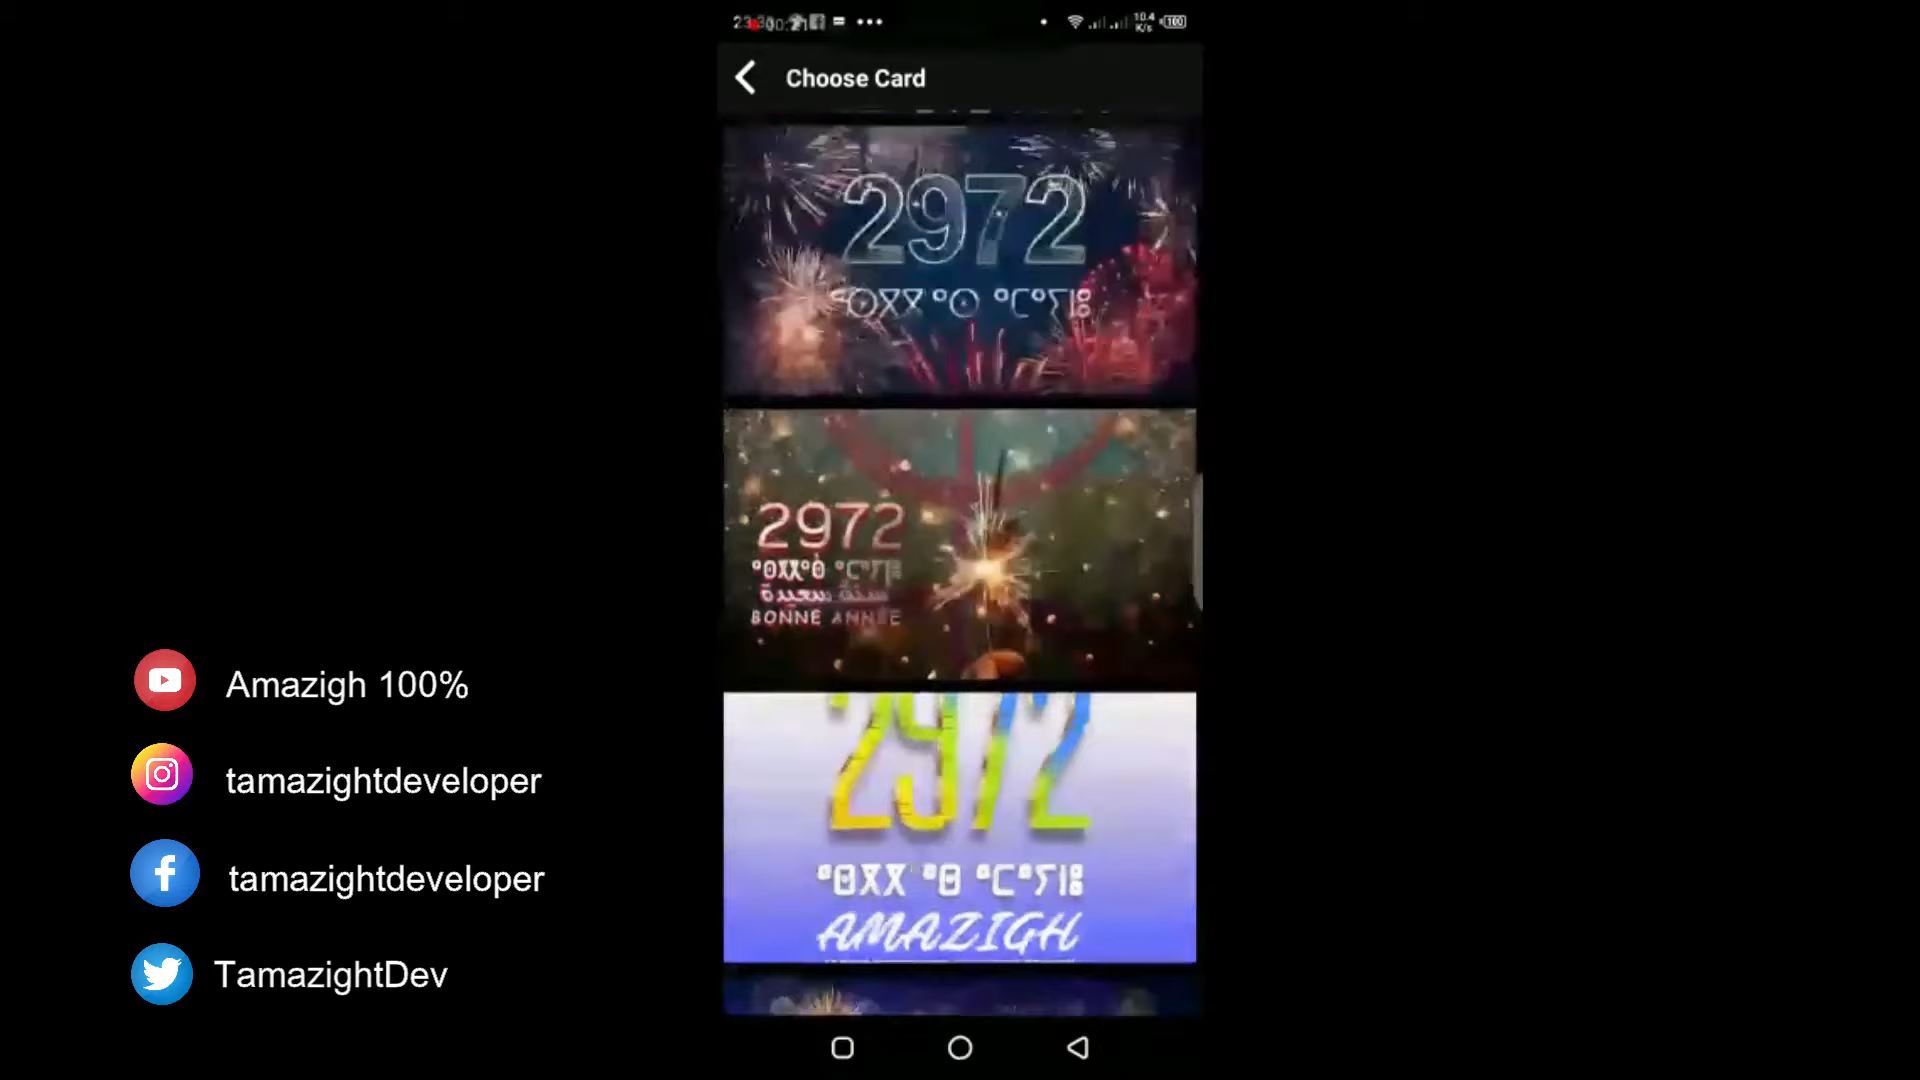 Choose Card
2972
ⴰⵙⴳⴳⵯⴰⵙ ⴰⵎⴰⵢⵏⵓ
2972
ⴰⵙⴳⴳⴰⵙ ⴰⵎⴰⵢⵏⵓ
سنة سعيدة
BONNE ANNÉE
2972
ⴰⵙⴳⴳⵯⴰⵙ ⴰⵎⴰⵢⵏⵓ
AMAZIGH
Amazigh 100%
tamazightdeveloper
tamazightdeveloper
TamazightDev